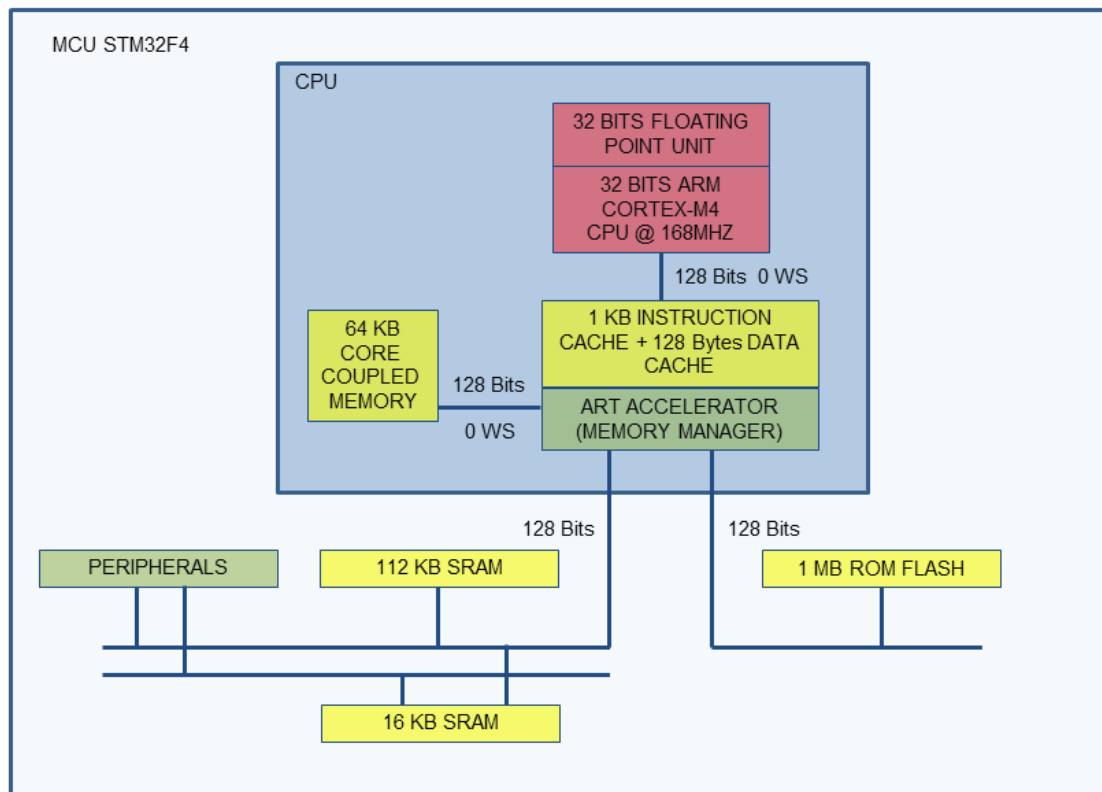 MCU STM32F4
CPU
32 BITS FLOATING
POINT UNIT
32 BITS ARM
CORTEX-M4
CPU @ 168MHZ
128 Bits 0 WS
64 KB
CORE
COUPLED
MEMORY
128 Bits
0 WS
1 KB INSTRUCTION
CACHE + 128 Bytes DATA
CACHE
ART ACCELERATOR
(MEMORY MANAGER)
128 Bits
128 Bits
PERIPHERALS
112 KB SRAM
1 MB ROM FLASH
16 KB SRAM